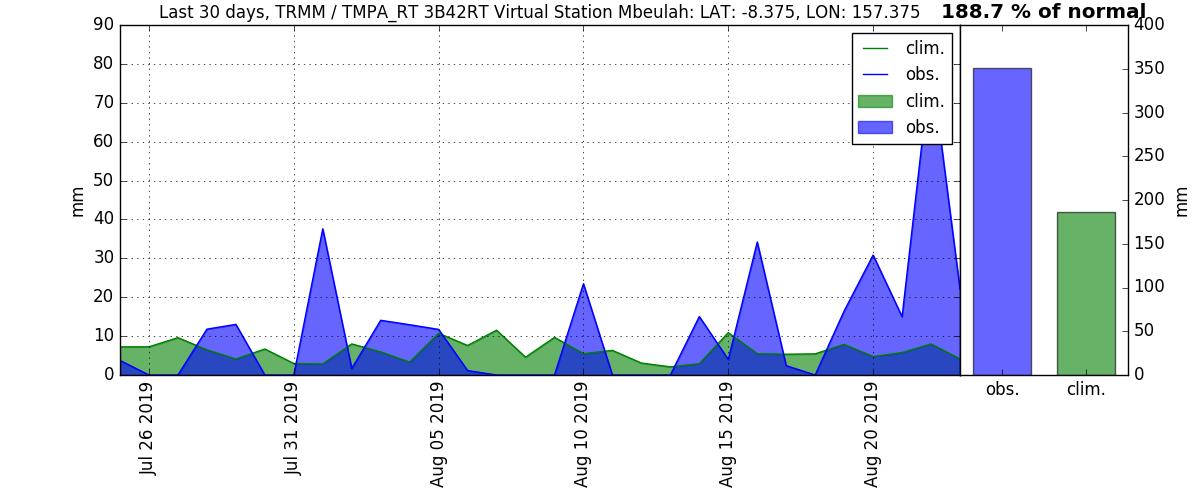 Last 30 days, TRMM / TMPA_RT 3B42RT Virtual Station Mbeulah: LAT: -8.375, LON: 157.375
188.7 % of normal
90
80
70
60
50
40
30
20
10
0
mm
clim.
obs.
clim.
obs.
Jul 26 2019
Jul 31 2019
Aug 05 2019
Aug 10 2019
Aug 15 2019
Aug 20 2019
400
350
300
250
200
150
100
50
0
mm
obs.
clim.